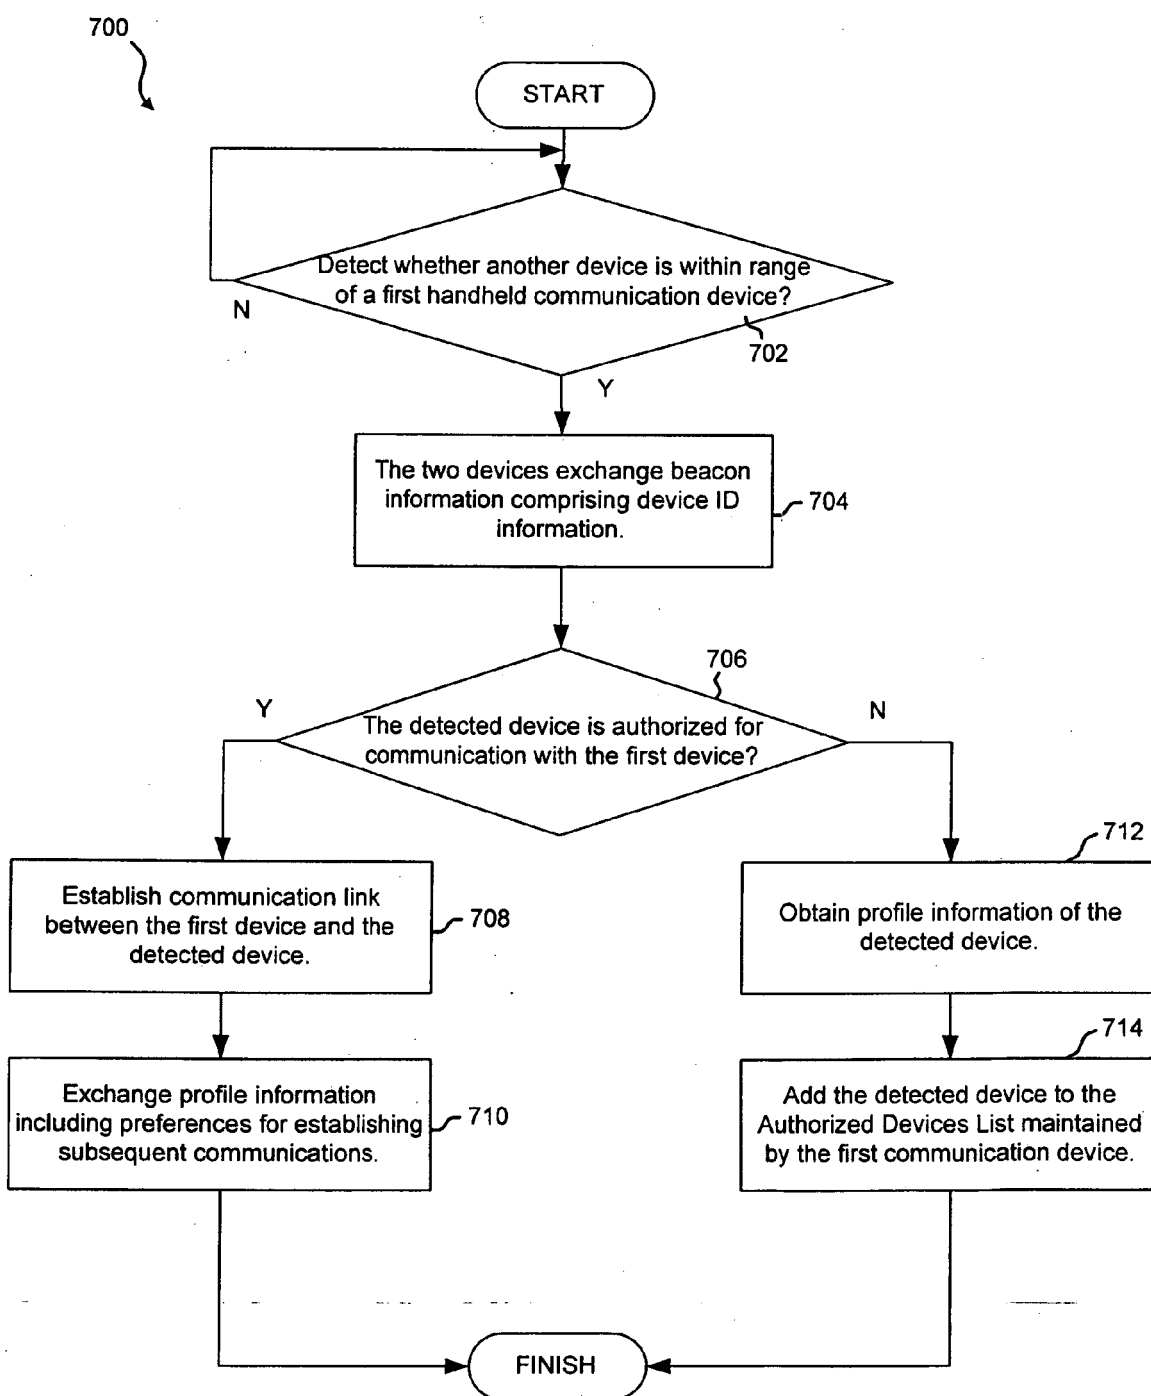 700
START
Detect whether another device is within range
of a first handheld communication device?
N
702
Y
The two devices exchange beacon
information comprising device ID
information.
704
706
Y
N
The detected device is authorized for
communication with the first device?
712
Establish communication link
between the first device and the
detected device.
708
Obtain profile information of the
detected device.
714
Exchange profile information
including preferences for establishing
subsequent communications.
710
Add the detected device to the
Authorized Devices List maintained
by the first communication device.
FINISH